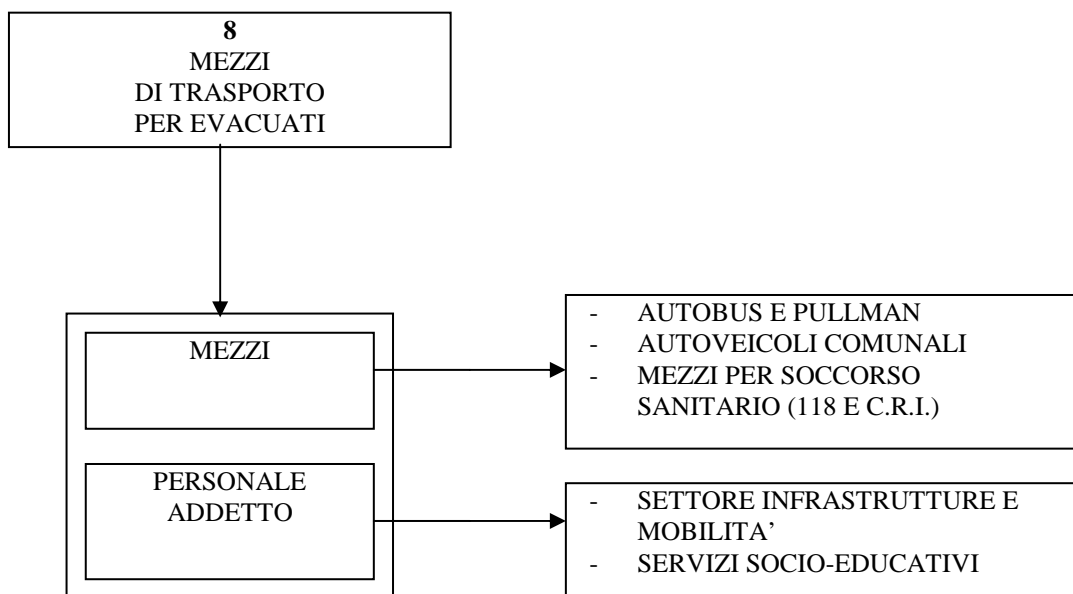 8
MEZZI
DI TRASPORTO
PER EVACUATI
MEZZI
- AUTOBUS E PULLMAN
- AUTOVEICOLI COMUNALI
- MEZZI PER SOCCORSO
SANITARIO (118 E C.R.I.)
PERSONALE
ADDETTO
- SETTORE INFRASTRUTTURE E
MOBILITA’
- SERVIZI SOCIO-EDUCATIVI